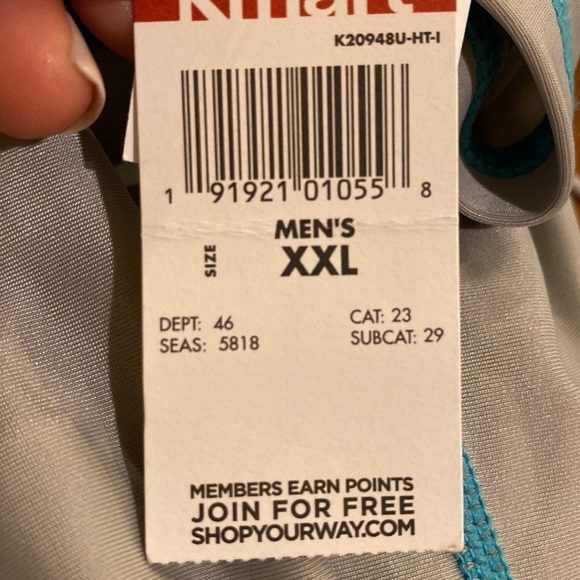 Kmart
K20948U-HT-I
1 91921 01055 8
SIZE
MEN'S
XXL
DEPT: 46 CAT: 23
SEAS: 5818 SUBCAT: 29
MEMBERS EARN POINTS
JOIN FOR FREE
SHOPYOURWAY.COM